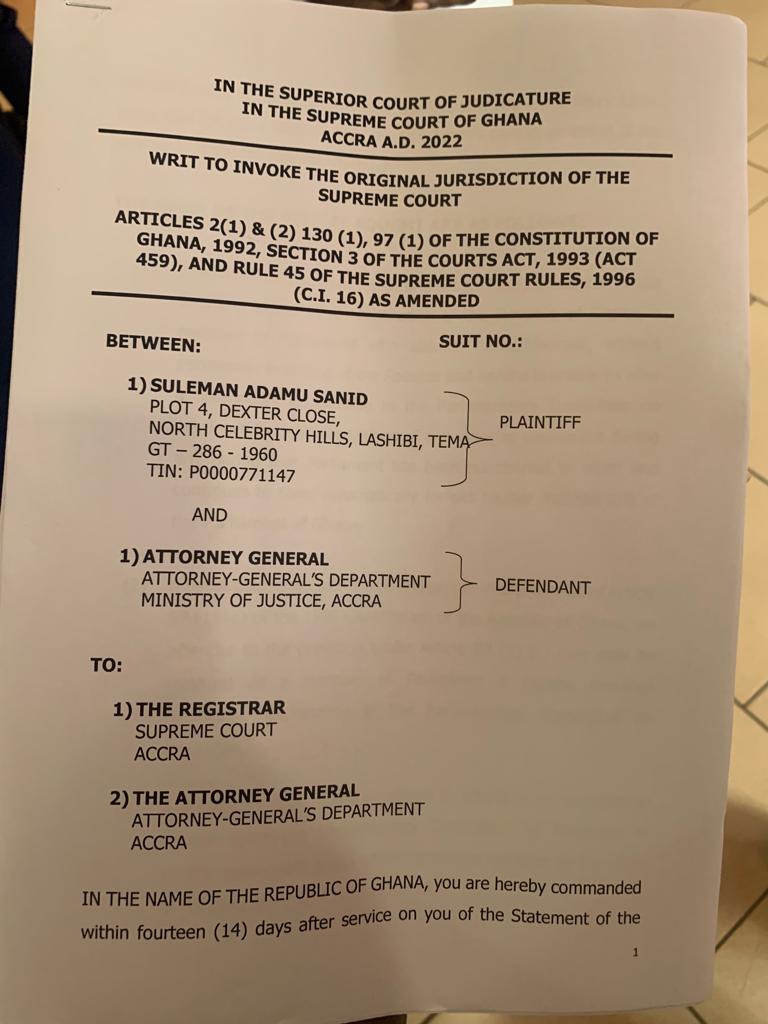 IN THE SUPERIOR COURT OF JUDICATURE
IN THE SUPREME COURT OF GHANA
ACCRA A.D. 2022
WRIT TO INVOKE THE ORIGINAL JURISDICTION OF THE
SUPREME COURT
ARTICLES 2(1) & (2) 130 (1), 97 (1) OF THE CONSTITUTION OF
GHANA, 1992, SECTION 3 OF THE COURTS ACT, 1993 (ACT
459), AND RULE 45 OF THE SUPREME COURT RULES, 1996
(C.I. 16) AS AMENDED
BETWEEN: SUIT NO.:
1) SULEMAN ADAMU SANID
PLOT 4, DEXTER CLOSE,
NORTH CELEBRITY HILLS, LASHIBI, TEMA
GT – 286 - 1960
TIN: P0000771147
PLAINTIFF
AND
1) ATTORNEY GENERAL
ATTORNEY-GENERAL'S DEPARTMENT
MINISTRY OF JUSTICE, ACCRA
DEFENDANT
TO:
1) THE REGISTRAR
SUPREME COURT
ACCRA
2) THE ATTORNEY GENERAL
ATTORNEY-GENERAL'S DEPARTMENT
ACCRA
IN THE NAME OF THE REPUBLIC OF GHANA, you are hereby commanded
within fourteen (14) days after service on you of the Statement of the
1